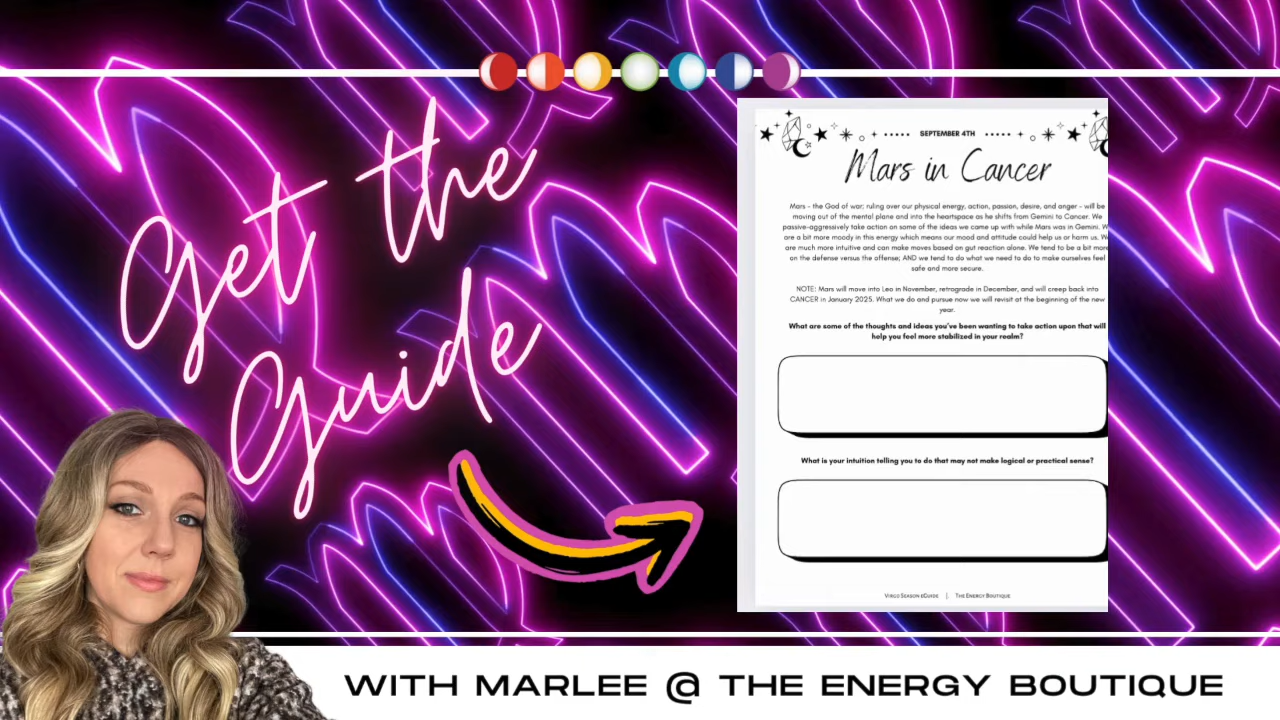 Get the
Guide
SEPTEMBER 4TH
Mars in Cancer
Mars - the God of war; ruling over our physical energy, action, passion, desire, and anger - will be
moving out of the mental plane and into the heartspace as he shifts from Gemini to Cancer. We
passive-aggressively take action on some of the ideas we came up with while Mars was in Gemini. W
are a bit more moody in this energy which means our mood and attitude could help us or harm us. W
are much more intuitive and can make moves based on gut reaction alone. We tend to be a bit more
on the defense versus the offense; AND we tend to do what we need to do to make ourselves feel
safe and more secure.
NOTE: Mars will move into Leo in November, retrograde in December, and will creep back into
CANCER in January 2025. What we do and pursue now we will revisit at the beginning of the new
year.
What are some of the thoughts and ideas you've been wanting to take action upon that will
help you feel more stabilized in your realm?
What is your intuition telling you to do that may not make logical or practical sense?
VIRGO SEASON EGUIDE | THE ENERGY BOUTIQUE
WITH MARLEE @ THE ENERGY BOUTIQUE